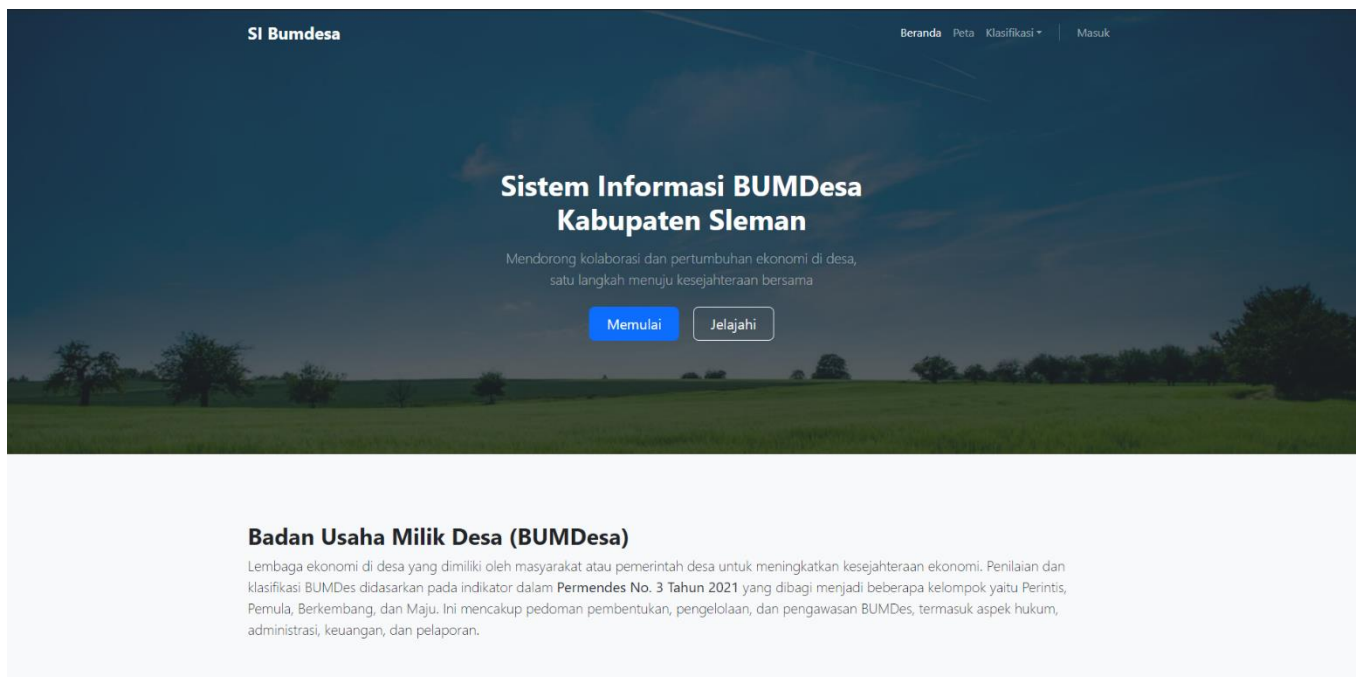 SI Bumdesa
Beranda Peta Klasifikasi Masuk
Sistem Informasi BUMDesa
Kabupaten Sleman
Mendorong kolaborasi dan pertumbuhan ekonomi di desa,
satu langkah menuju kesejahteraan bersama
Memulai Jelajahi
Badan Usaha Milik Desa (BUMDesa)
Lembaga ekonomi di desa yang dimiliki oleh masyarakat atau pemerintah desa untuk meningkatkan kesejahteraan ekonomi. Penilaian dan
klasifikasi BUMDes didasarkan pada indikator dalam Permendes No. 3 Tahun 2021 yang dibagi menjadi beberapa kelompok yaitu Perintis,
Pemula, Berkembang, dan Maju. Ini mencakup pedoman pembentukan, pengelolaan, dan pengawasan BUMDes, termasuk aspek hukum,
administrasi, keuangan, dan pelaporan.